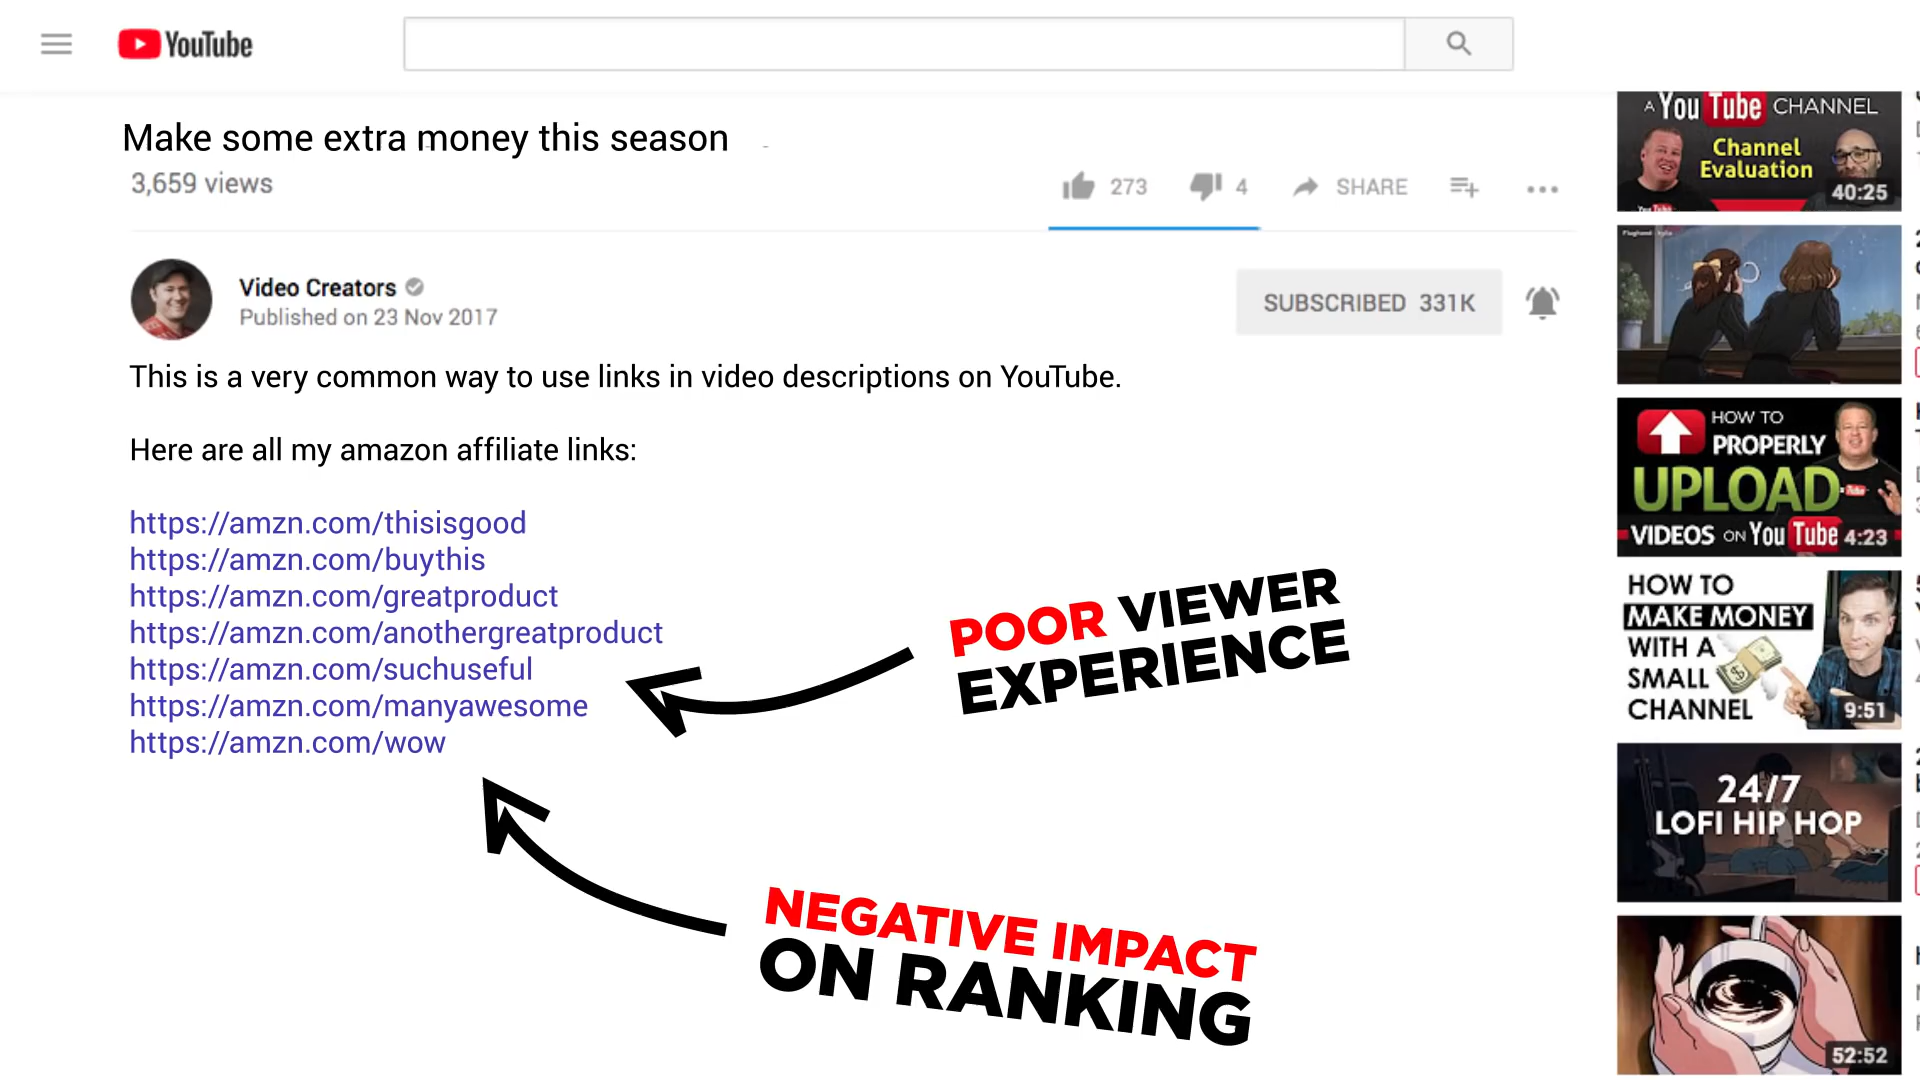 YouTube
Make some extra money this season
3,659 views
273
4
SHARE
Video Creators
Published on 23 Nov 2017
SUBSCRIBED 331K
This is a very common way to use links in video descriptions on YouTube.
Here are all my amazon affiliate links:
https://amzn.com/thisisgood
https://amzn.com/buythis
https://amzn.com/greatproduct
https://amzn.com/anothergreatproduct
https://amzn.com/suchuseful
https://amzn.com/manyawesome
https://amzn.com/wow
POOR VIEWER
EXPERIENCE
NEGATIVE IMPACT
ON RANKING
A YouTube CHANNEL
Channel
Evaluation
40:25
HOW TO
PROPERLY
UPLOAD
VIDEOS ON YouTube
4:23
HOW TO
MAKE MONEY
WITH A
SMALL
CHANNEL
9:51
24/7
LOFI HIP HOP
52:52